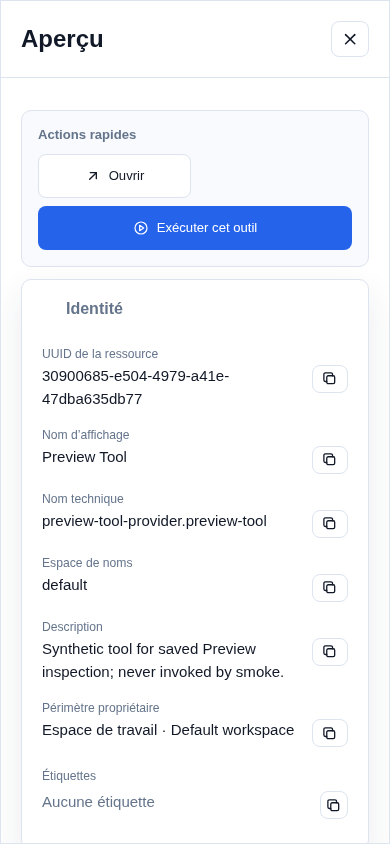 Aperçu
Actions rapides
Ouvrir
Exécuter cet outil
Identité
UUID de la ressource
30900685-e504-4979-a41e-
47dba635db77
Nom d’affichage
Preview Tool
Nom technique
preview-tool-provider.preview-tool
Espace de noms
default
Description
Synthetic tool for saved Preview
inspection; never invoked by smoke.
Périmètre propriétaire
Espace de travail · Default workspace
Étiquettes
Aucune étiquette